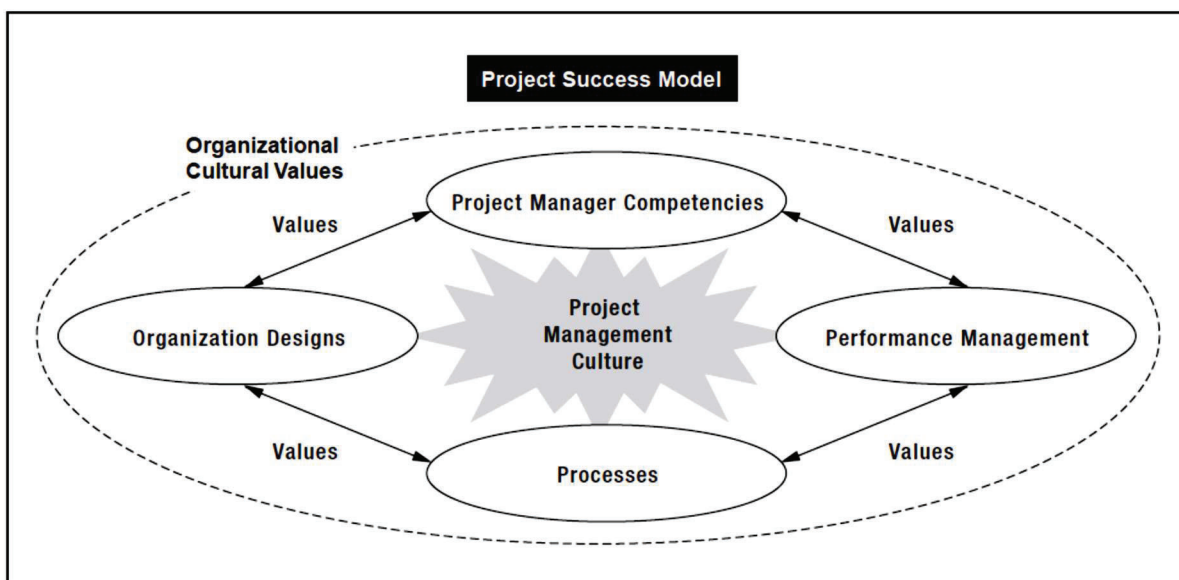 Project Success Model
Organizational
Cultural Values
Project Manager Competencies
Values
Values
Project
Management
Culture
Organization Designs
Performance Management
Values
Values
Processes